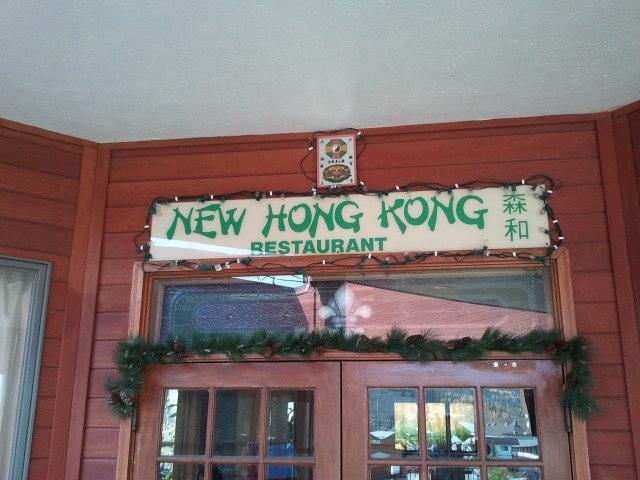 NEW HONG KONG
RESTAURANT
森
和